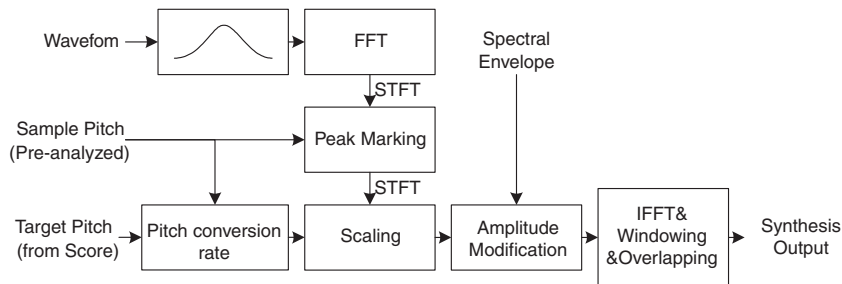 Wavefom
FFT
Spectral
Envelope
STFT
Sample Pitch
(Pre-analyzed)
Peak Marking
STFT
Target Pitch
(from Score)
Pitch conversion
rate
Scaling
Amplitude
Modification
IFFT&
Windowing
&Overlapping
Synthesis
Output